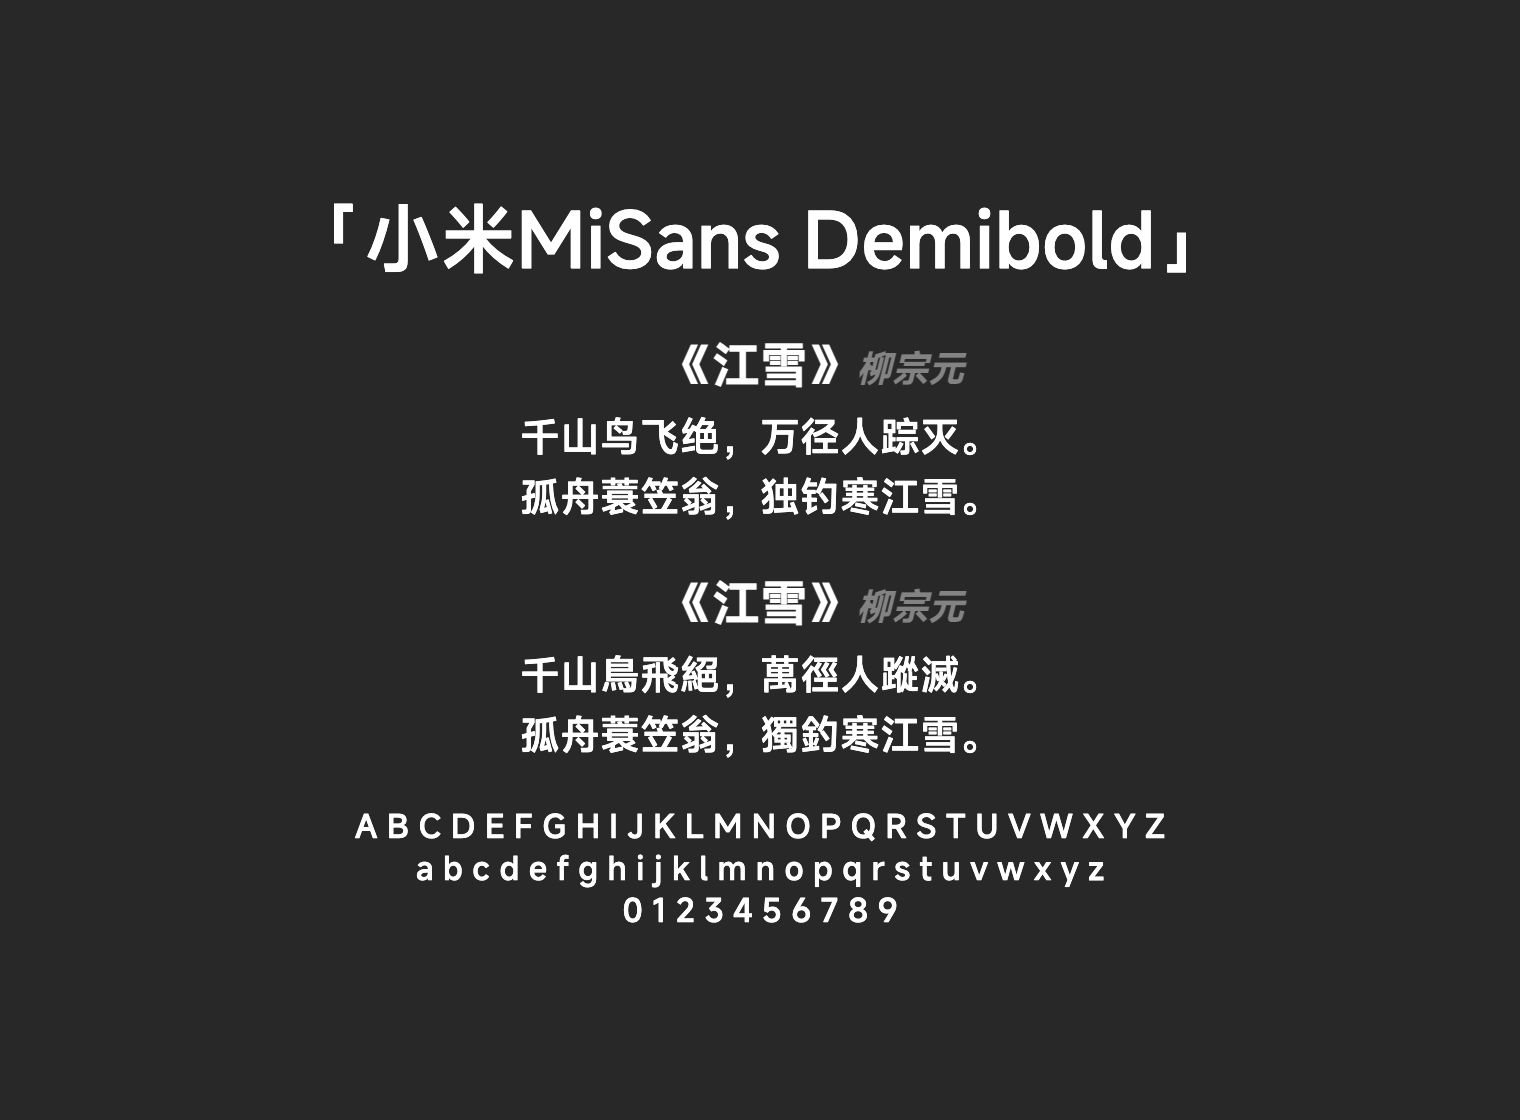 「小米MiSans Demibold」
《江雪》柳宗元
千山鸟飞绝，万径人踪灭。
孤舟蓑笠翁，独钓寒江雪。
《江雪》柳宗元
千山鳥飛絕，萬徑人蹤滅。
孤舟蓑笠翁，獨釣寒江雪。
A B C D E F G H I J K L M N O P Q R S T U V W X Y Z
a b c d e f g h i j k l m n o p q r s t u v w x y z
0 1 2 3 4 5 6 7 8 9